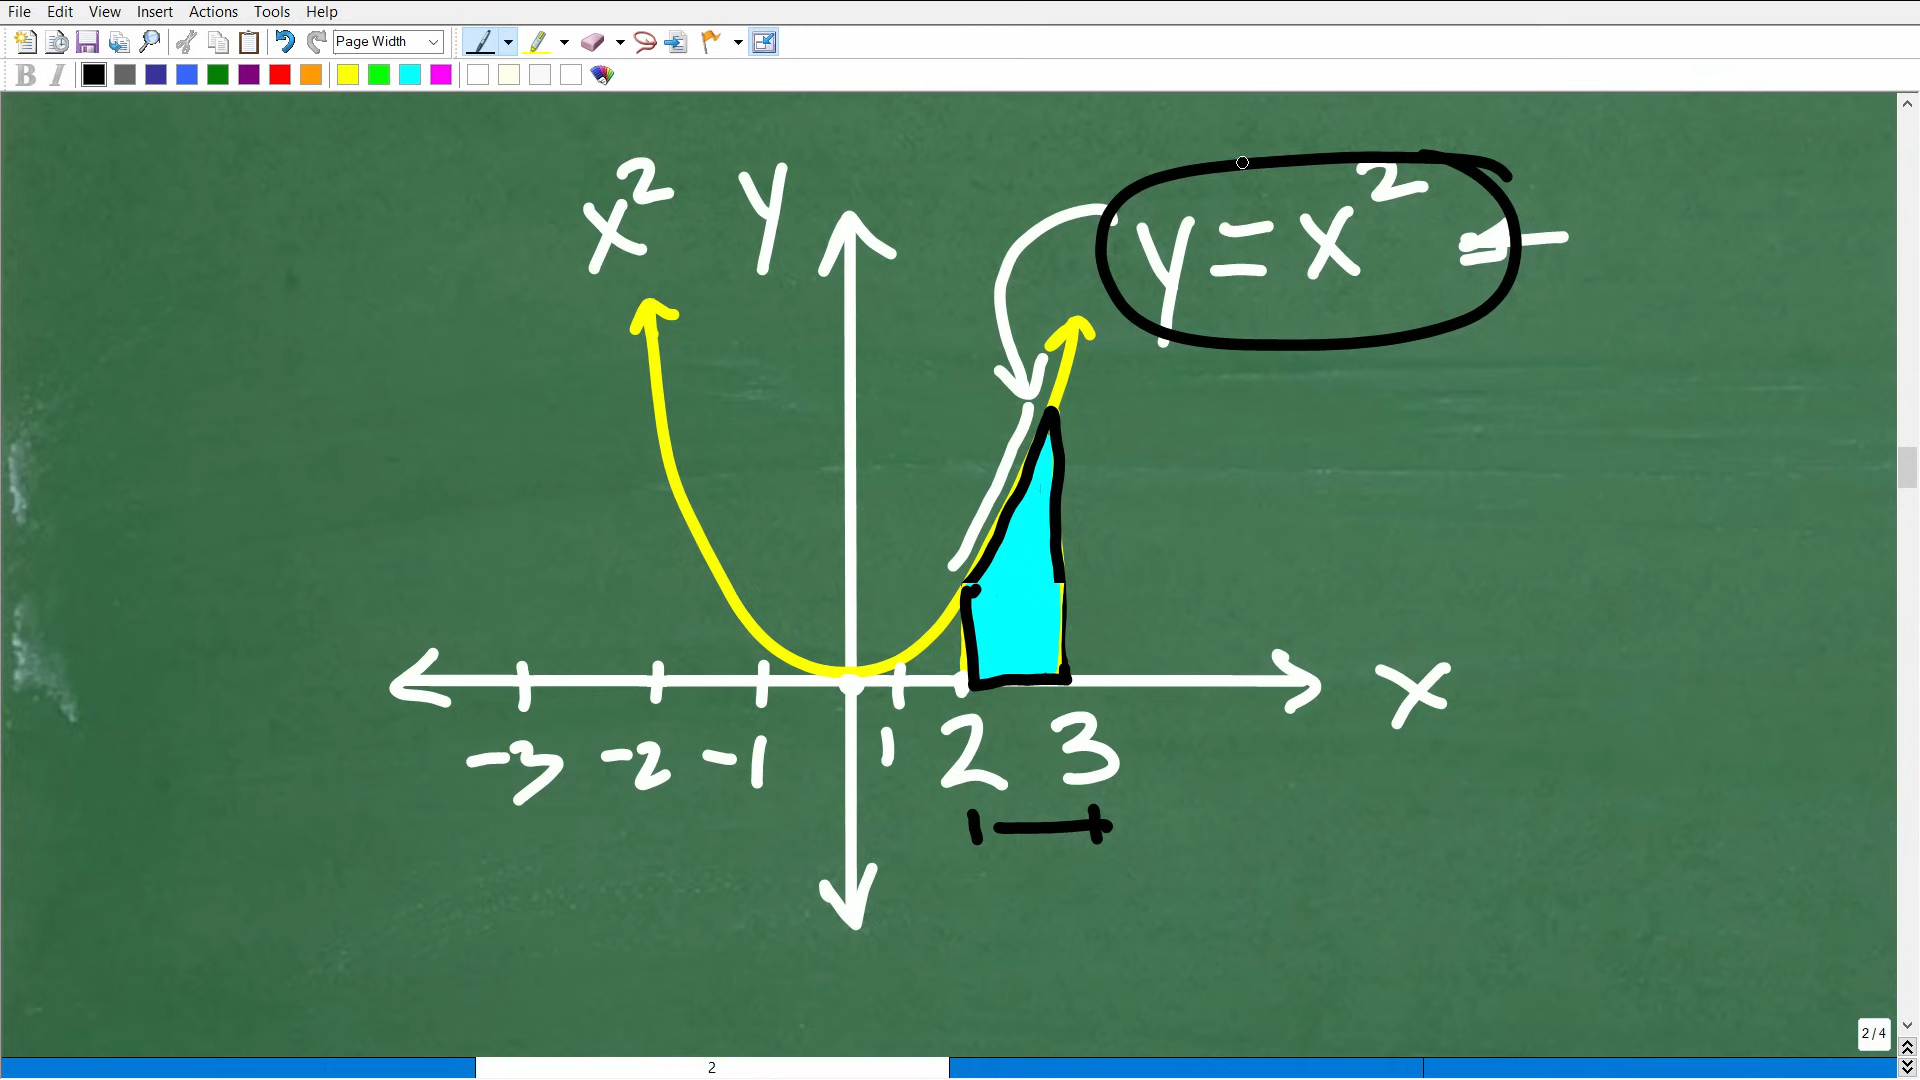 File Edit View Insert Actions Tools Help
Page Width
B I
x² y
y = x²
x
-3 -2 -1 1 2 3
2 / 4
2